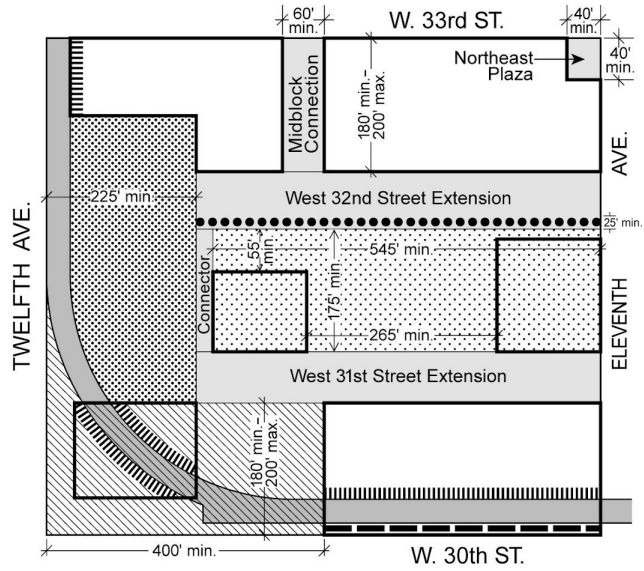 60'
min.
W. 33rd ST.
40'
min.
Northeast
Plaza
40'
min.
Midblock
Connection
180' min.-
200' max.
AVE.
225' min.
West 32nd Street Extension
25' min.
TWELFTH AVE.
55'
min.
545' min.
Connector
175' min.
265' min.
ELEVENTH
West 31st Street Extension
180' min.-
200' max.
400' min.
W. 30th ST.